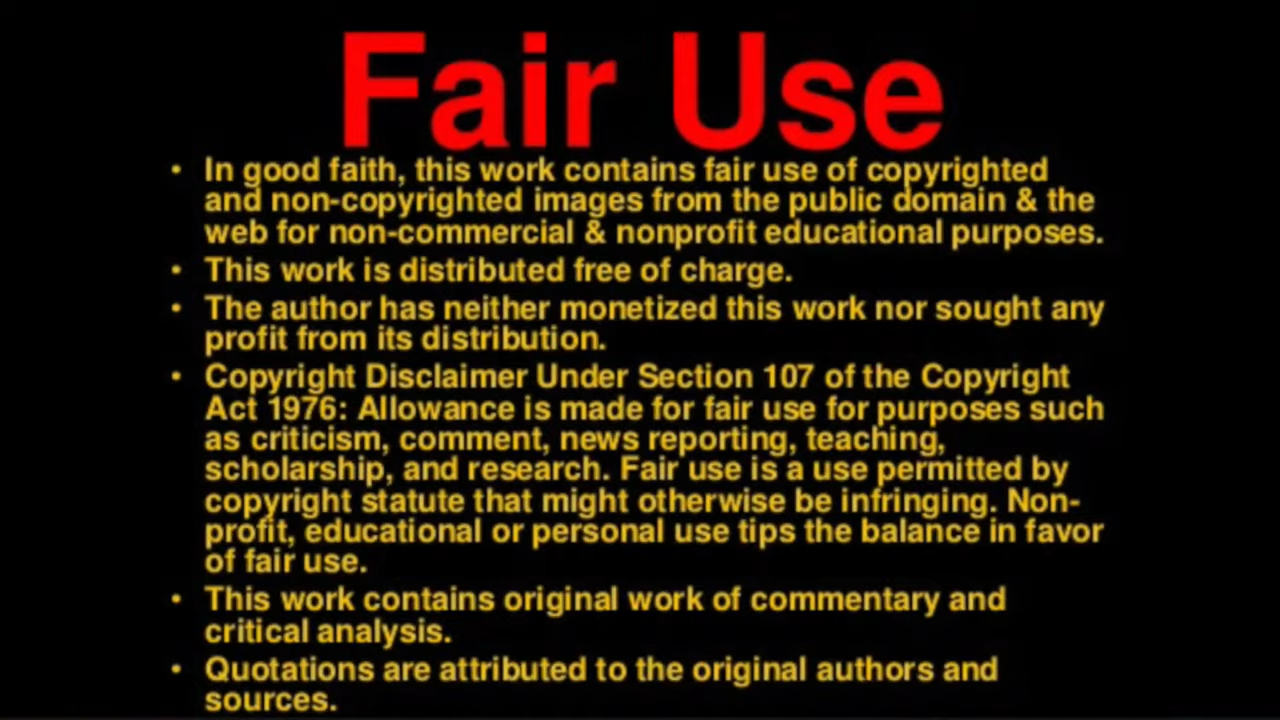 Fair Use
• In good faith, this work contains fair use of copyrighted
and non-copyrighted images from the public domain & the
web for non-commercial & nonprofit educational purposes.
• This work is distributed free of charge.
• The author has neither monetized this work nor sought any
profit from its distribution.
• Copyright Disclaimer Under Section 107 of the Copyright
Act 1976: Allowance is made for fair use for purposes such
as criticism, comment, news reporting, teaching,
scholarship, and research. Fair use is a use permitted by
copyright statute that might otherwise be infringing. Non-
profit, educational or personal use tips the balance in favor
of fair use.
• This work contains original work of commentary and
critical analysis.
• Quotations are attributed to the original authors and
sources.